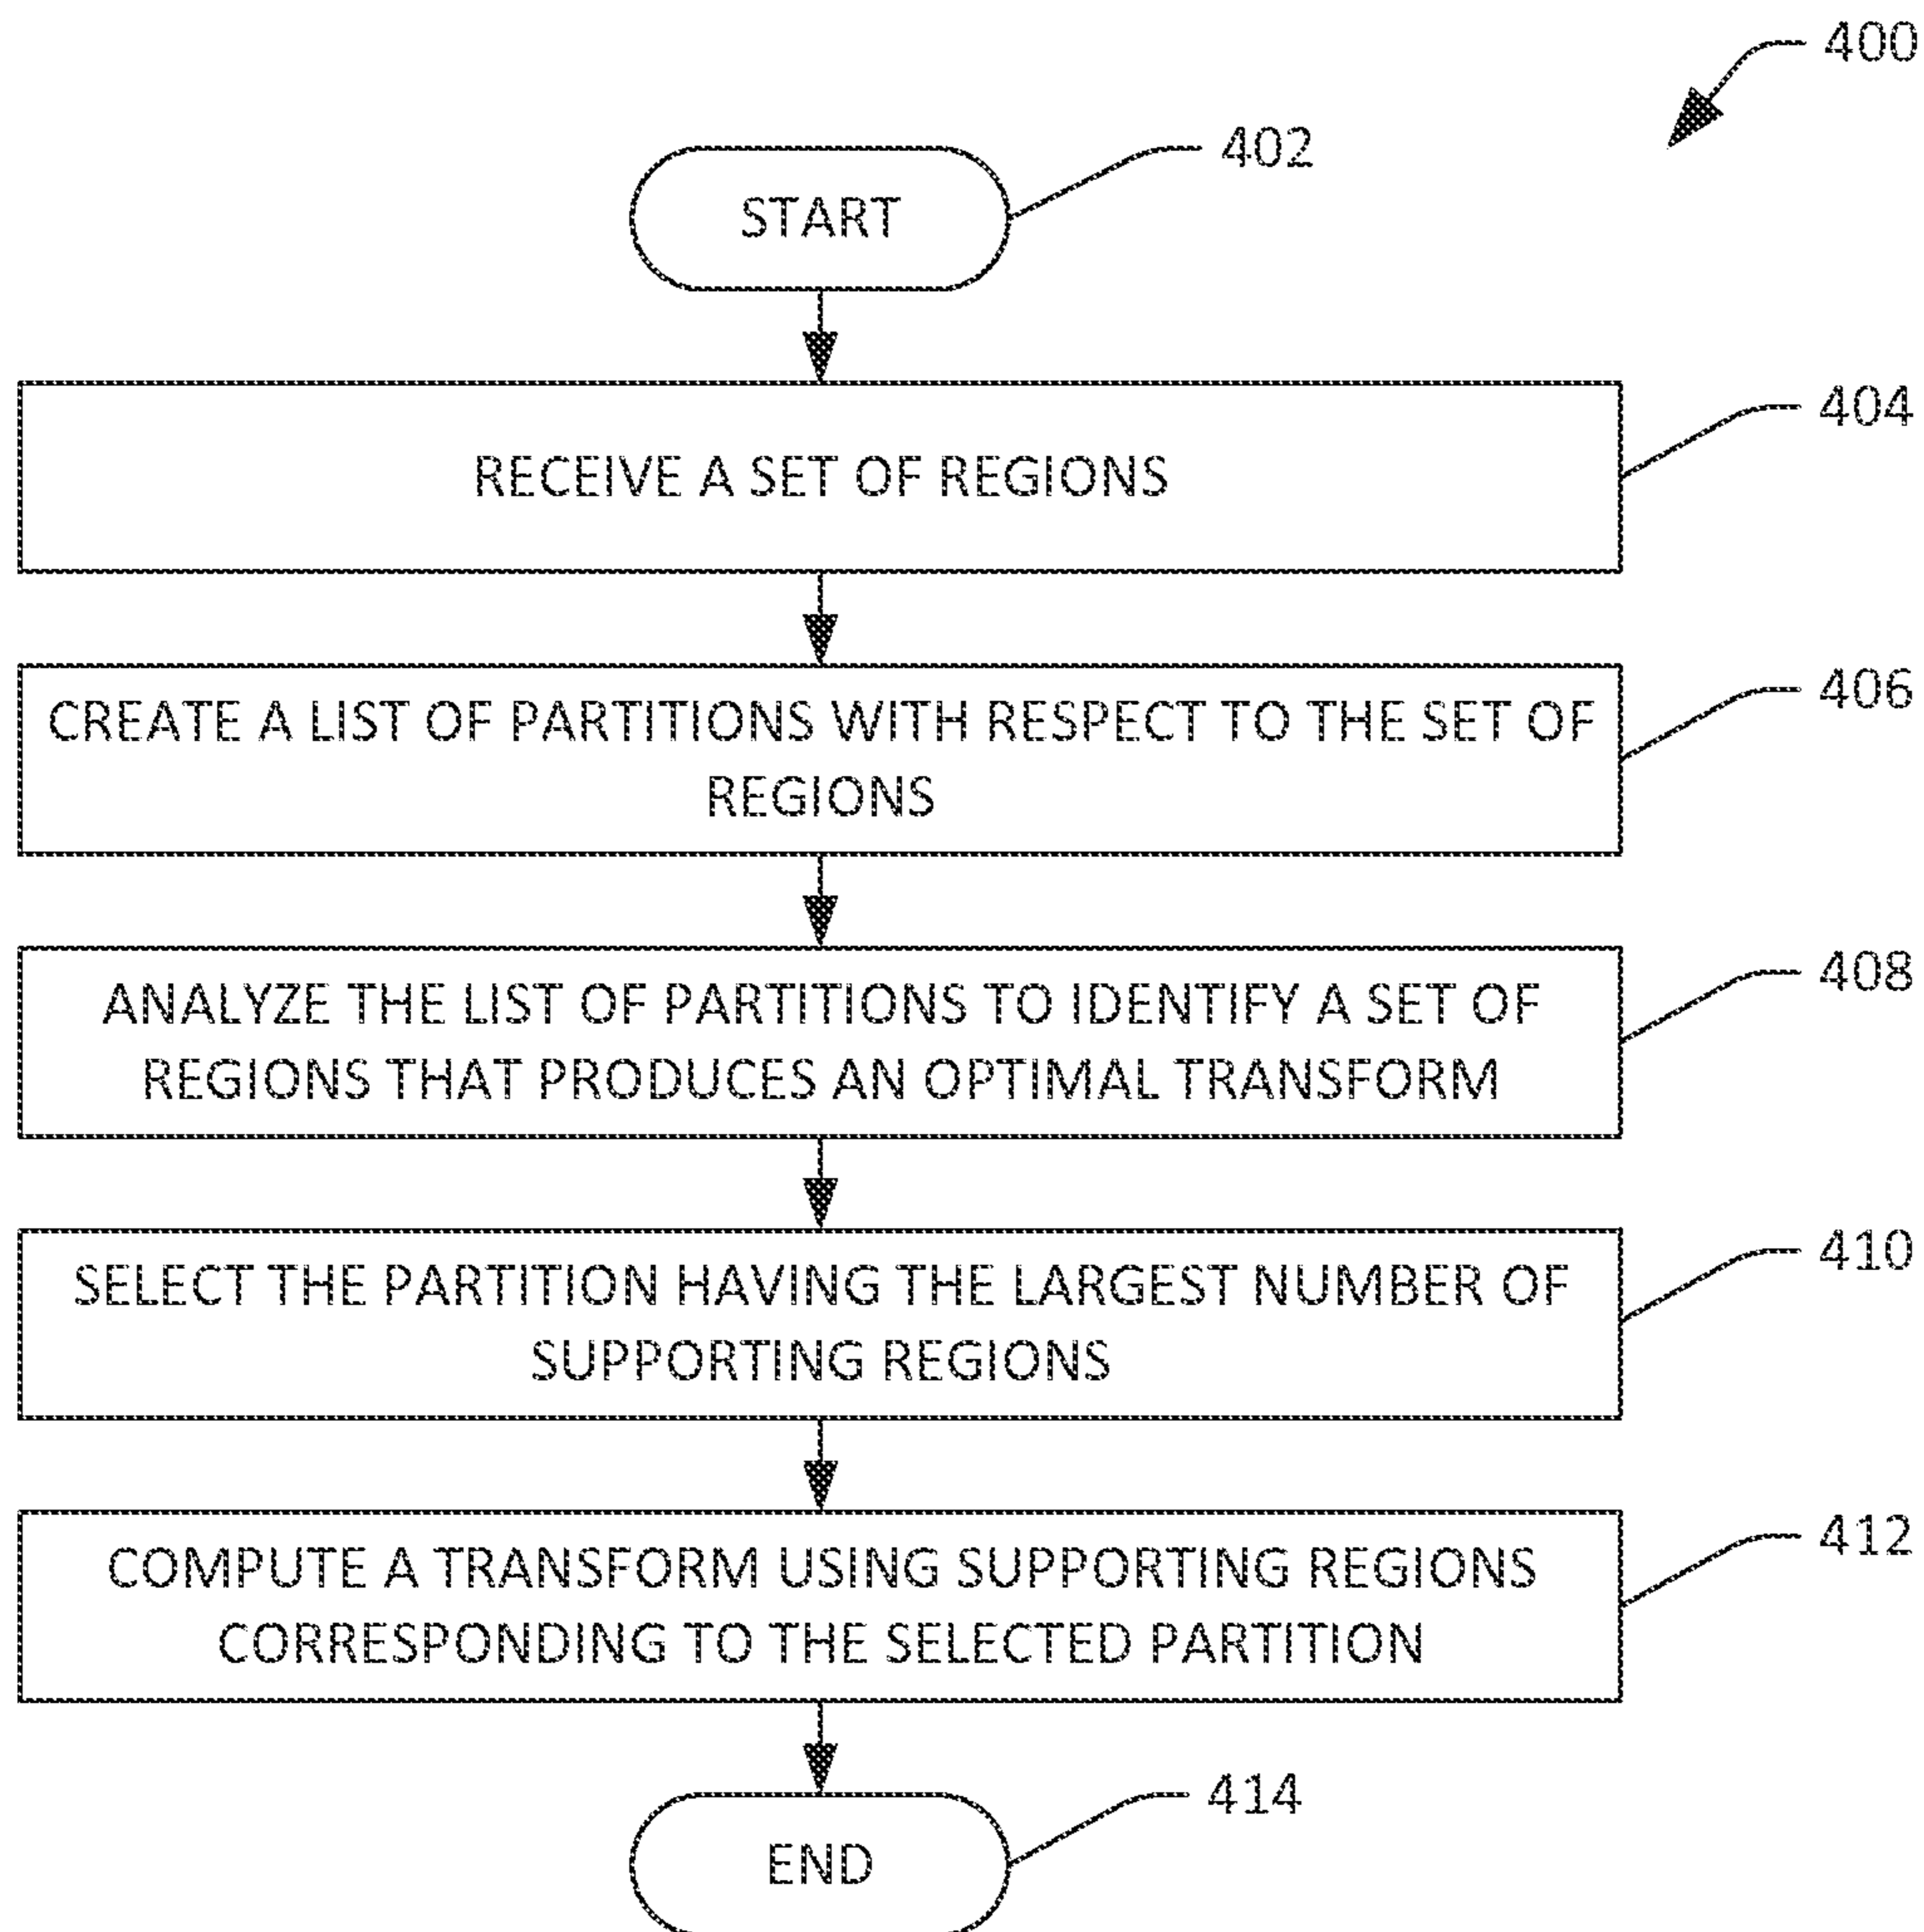 400
402
START
404
RECEIVE A SET OF REGIONS
406
CREATE A LIST OF PARTITIONS WITH RESPECT TO THE SET OF
REGIONS
408
ANALYZE THE LIST OF PARTITIONS TO IDENTIFY A SET OF
REGIONS THAT PRODUCES AN OPTIMAL TRANSFORM
410
SELECT THE PARTITION HAVING THE LARGEST NUMBER OF
SUPPORTING REGIONS
412
COMPUTE A TRANSFORM USING SUPPORTING REGIONS
CORRESPONDING TO THE SELECTED PARTITION
414
END